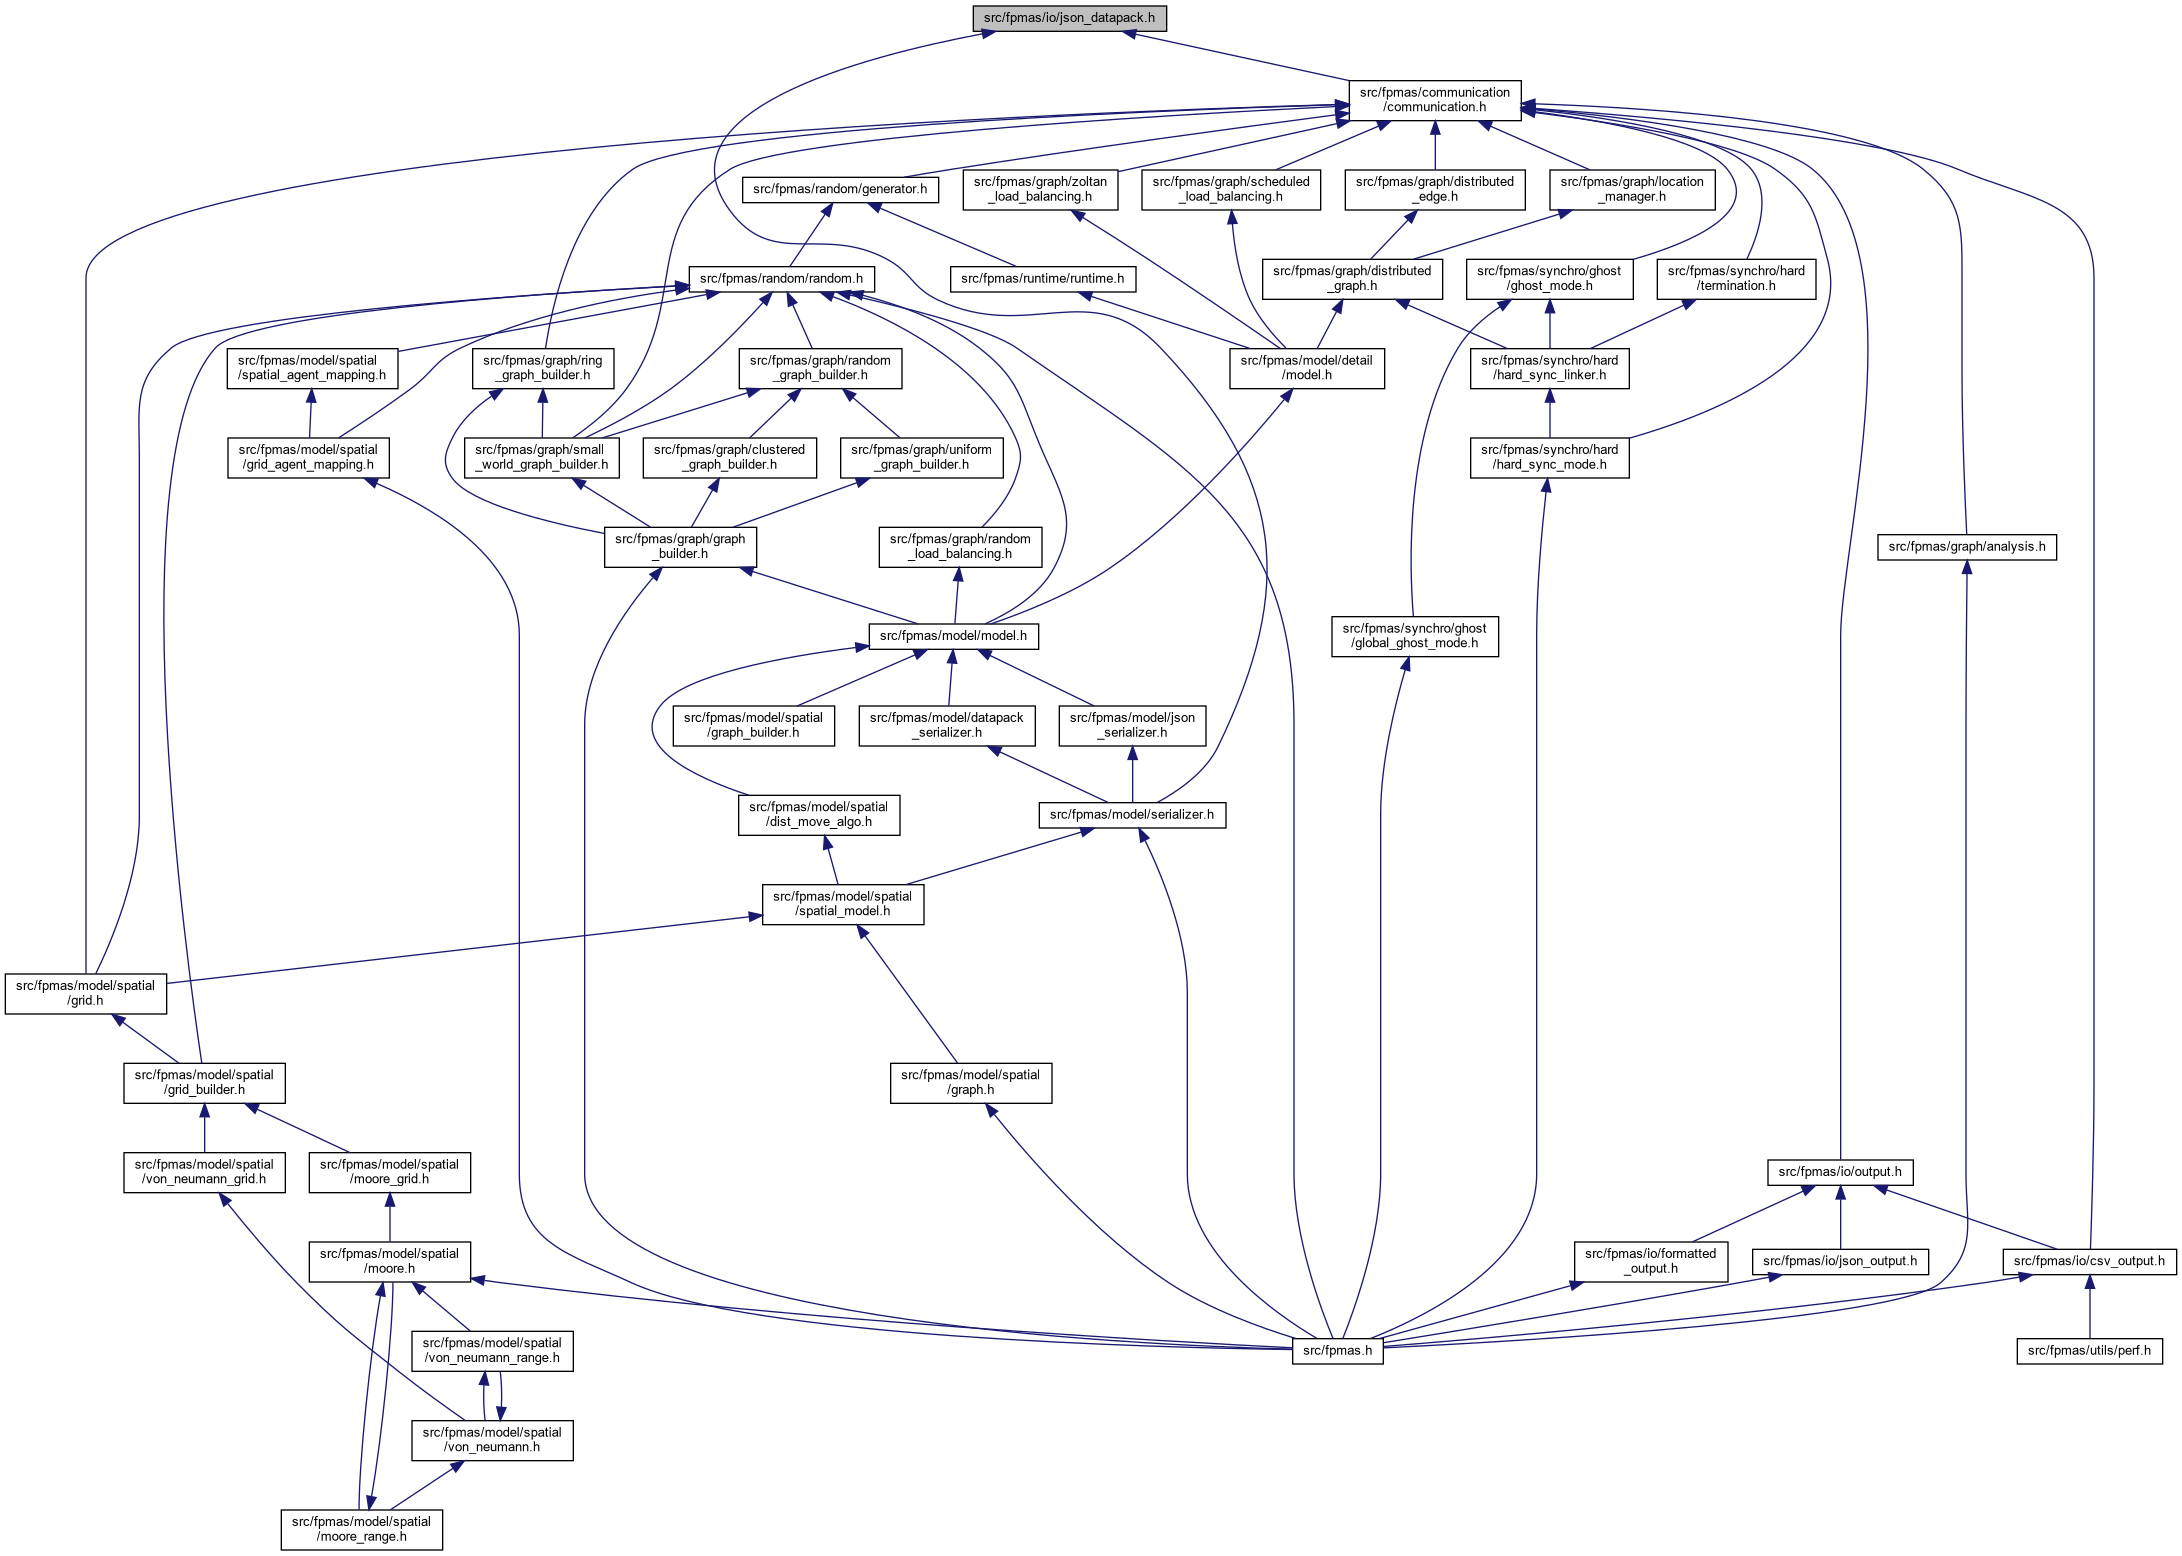 src/fpmas/io/json_datapack.h
src/fpmas/communication
/communication.h
src/fpmas/random/generator.h
src/fpmas/graph/zoltan
_load_balancing.h
src/fpmas/graph/scheduled
_load_balancing.h
src/fpmas/graph/distributed
_edge.h
src/fpmas/graph/location
_manager.h
src/fpmas/random/random.h
src/fpmas/runtime/runtime.h
src/fpmas/graph/distributed
_graph.h
src/fpmas/synchro/ghost
/ghost_mode.h
src/fpmas/synchro/hard
/termination.h
src/fpmas/model/spatial
/spatial_agent_mapping.h
src/fpmas/graph/ring
_graph_builder.h
src/fpmas/graph/random
_graph_builder.h
src/fpmas/model/detail
/model.h
src/fpmas/synchro/hard
/hard_sync_linker.h
src/fpmas/model/spatial
/grid_agent_mapping.h
src/fpmas/graph/small
_world_graph_builder.h
src/fpmas/graph/clustered
_graph_builder.h
src/fpmas/graph/uniform
_graph_builder.h
src/fpmas/synchro/hard
/hard_sync_mode.h
src/fpmas/graph/graph
_builder.h
src/fpmas/graph/random
_load_balancing.h
src/fpmas/graph/analysis.h
src/fpmas/model/model.h
src/fpmas/synchro/ghost
/global_ghost_mode.h
src/fpmas/model/spatial
/graph_builder.h
src/fpmas/model/datapack
_serializer.h
src/fpmas/model/json
_serializer.h
src/fpmas/model/spatial
/dist_move_algo.h
src/fpmas/model/serializer.h
src/fpmas/model/spatial
/spatial_model.h
src/fpmas/model/spatial
/grid.h
src/fpmas/model/spatial
/grid_builder.h
src/fpmas/model/spatial
/graph.h
src/fpmas/model/spatial
/von_neumann_grid.h
src/fpmas/model/spatial
/moore_grid.h
src/fpmas/io/output.h
src/fpmas/model/spatial
/moore.h
src/fpmas/io/formatted
_output.h
src/fpmas/io/json_output.h
src/fpmas/io/csv_output.h
src/fpmas/model/spatial
/von_neumann_range.h
src/fpmas.h
src/fpmas/utils/perf.h
src/fpmas/model/spatial
/von_neumann.h
src/fpmas/model/spatial
/moore_range.h